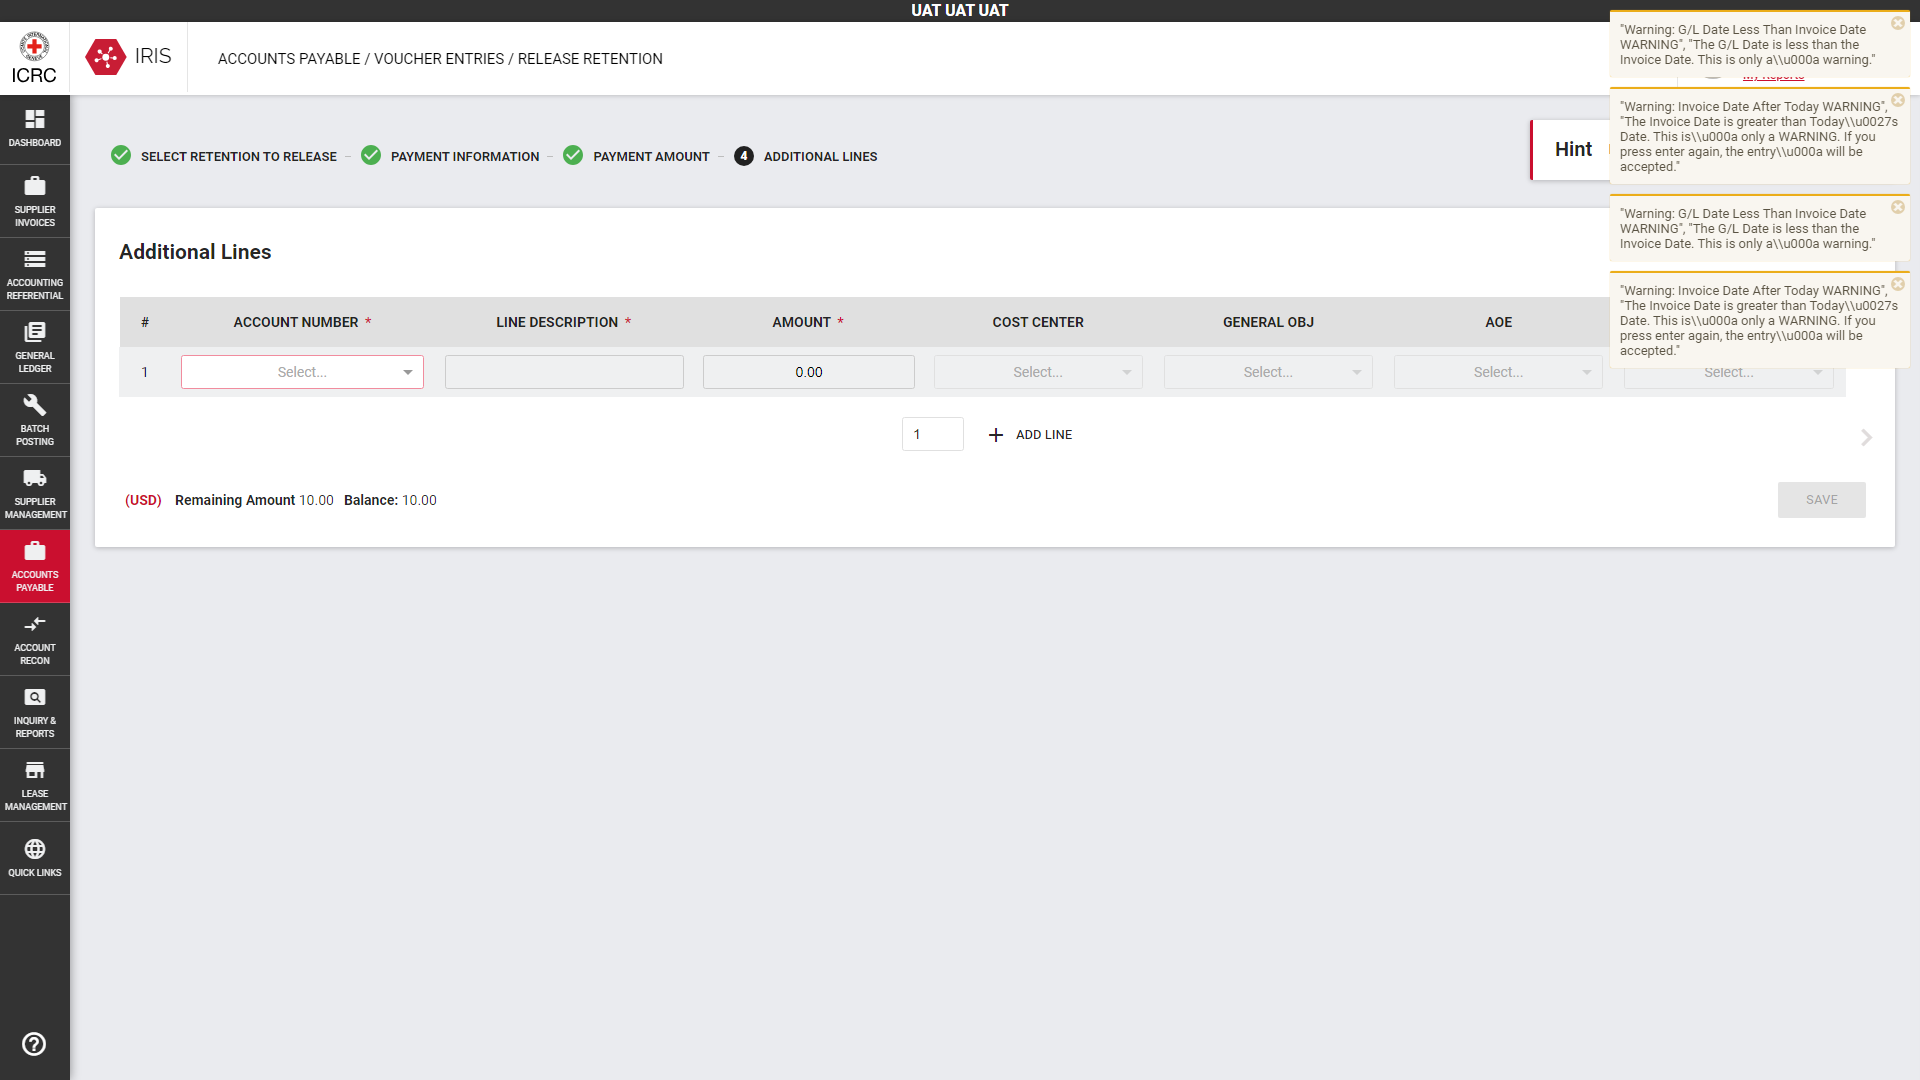 UAT UAT UAT
ICRC
IRIS
ACCOUNTS PAYABLE / VOUCHER ENTRIES / RELEASE RETENTION
"Warning: G/L Date Less Than Invoice Date
WARNING", "The G/L Date is less than the
Invoice Date. This is only a\\u000a warning."
My Reports
"Warning: Invoice Date After Today WARNING",
"The Invoice Date is greater than Today\\u0027s
Date. This is\\u000a only a WARNING. If you
press enter again, the entry\\u000a will be
accepted."
"Warning: G/L Date Less Than Invoice Date
WARNING", "The G/L Date is less than the
Invoice Date. This is only a\\u000a warning."
"Warning: Invoice Date After Today WARNING",
"The Invoice Date is greater than Today\\u0027s
Date. This is\\u000a only a WARNING. If you
press enter again, the entry\\u000a will be
accepted."
DASHBOARD
SUPPLIER
INVOICES
ACCOUNTING
REFERENTIAL
GENERAL
LEDGER
BATCH
POSTING
SUPPLIER
MANAGEMENT
ACCOUNTS
PAYABLE
ACCOUNT
RECON
INQUIRY &
REPORTS
LEASE
MANAGEMENT
QUICK LINKS
SELECT RETENTION TO RELEASE – PAYMENT INFORMATION – PAYMENT AMOUNT – 4 ADDITIONAL LINES
Hint
Additional Lines
# ACCOUNT NUMBER * LINE DESCRIPTION * AMOUNT * COST CENTER GENERAL OBJ AOE
1 Select... 0.00 Select... Select... Select... Select...
1 ADD LINE
(USD) Remaining Amount 10.00 Balance: 10.00
SAVE